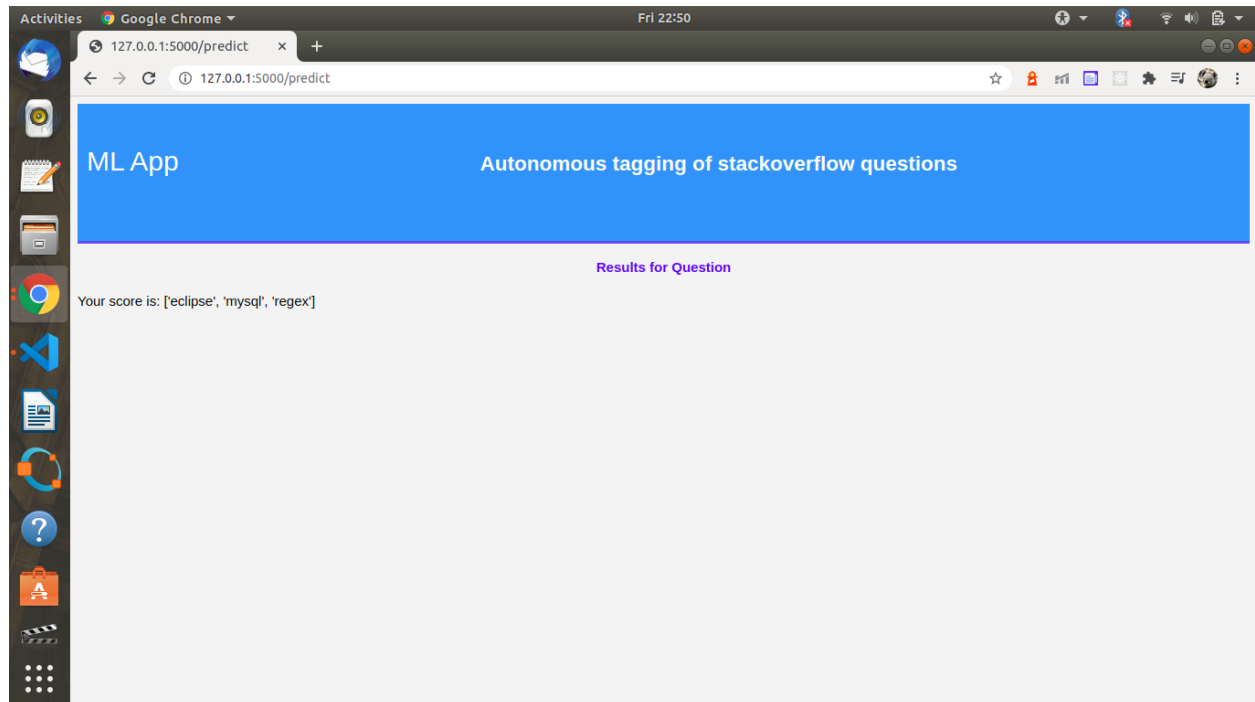 Activities Google Chrome Fri 22:50
127.0.0.1:5000/predict
127.0.0.1:5000/predict
ML App
Autonomous tagging of stackoverflow questions
Results for Question
Your score is: ['eclipse', 'mysql', 'regex']